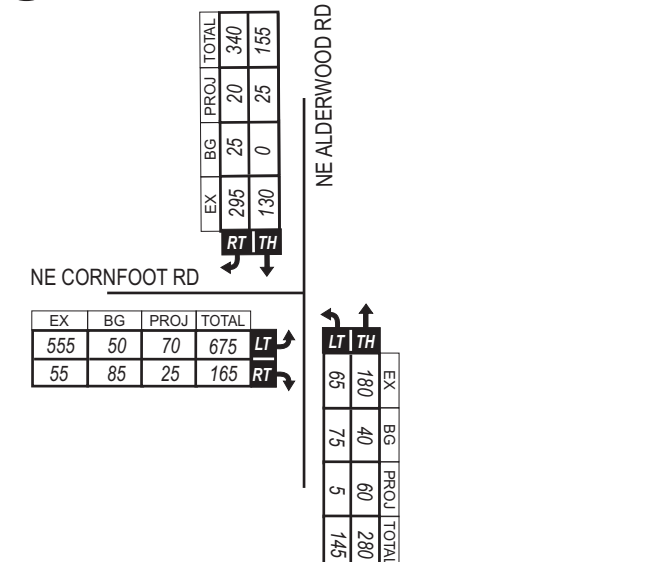 TOTAL 340 155
PROJ 20 25
BG 25 0
EX 295 130
RT TH
NE ALDERWOOD RD
NE CORNFOOT RD
EX BG PROJ TOTAL
555 50 70 675 LT
55 85 25 165 RT
LT TH
65 180 EX
75 40 BG
5 60 PROJ
145 280 TOTAL